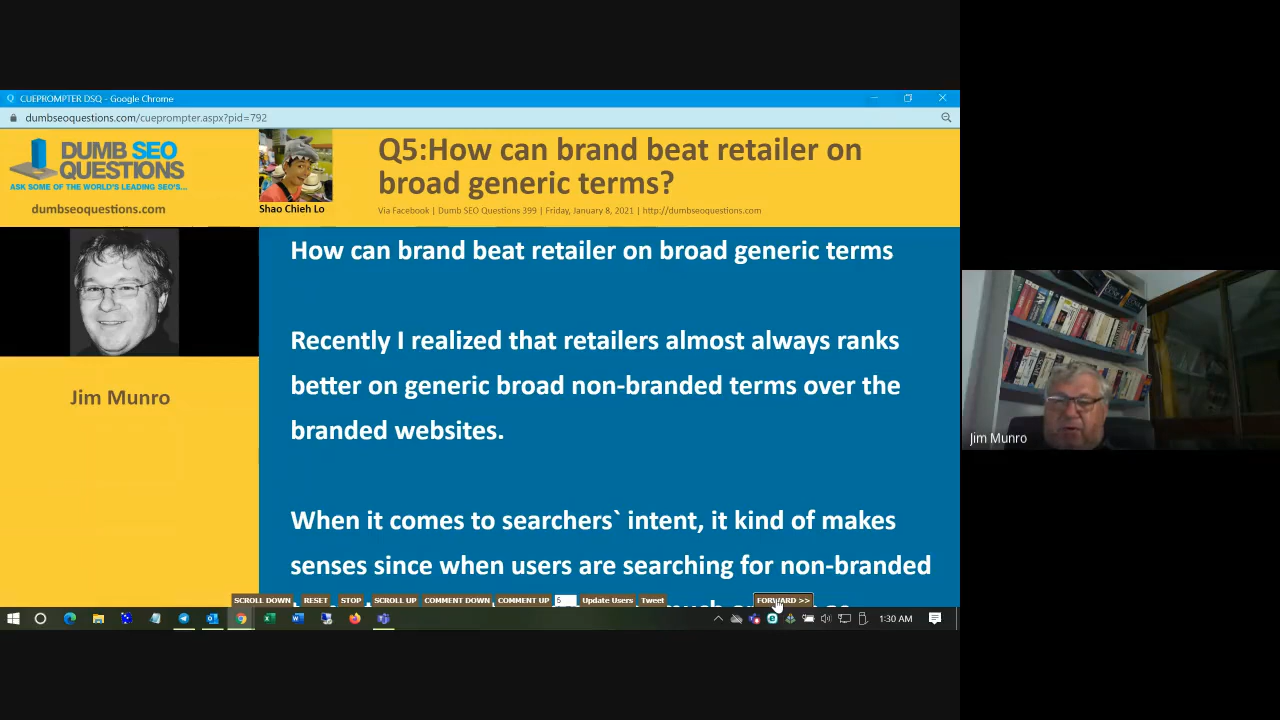 CUEPROMPTER DSQ - Google Chrome
dumbseoquestions.com/cueprompter.aspx?pid=792
DUMB SEO
QUESTIONS
ASK SOME OF THE WORLD'S LEADING SEO'S...
dumbseoquestions.com
Shao Chieh Lo
Q5:How can brand beat retailer on
broad generic terms?
Via Facebook | Dumb SEO Questions 399 | Friday, January 8, 2021 | http://dumbseoquestions.com
Jim Munro
How can brand beat retailer on broad generic terms
Recently I realized that retailers almost always ranks
better on generic broad non-branded terms over the
branded websites.
When it comes to searchers` intent, it kind of makes
senses since when users are searching for non-branded
SCROLL DOWN RESET STOP SCROLL UP COMMENT DOWN COMMENT UP 5 Update Users Tweet FORWARD >>
1:30 AM
Jim Munro